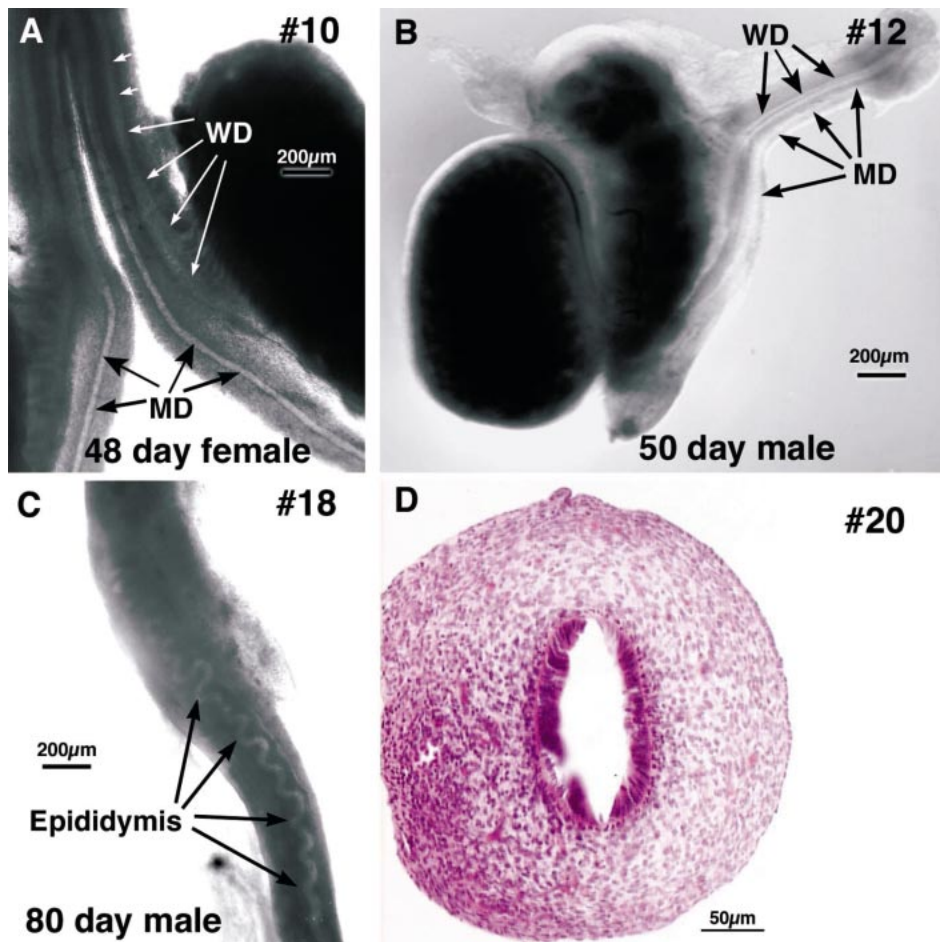 A
#10
WD
200µm
MD
48 day female
B
WD
#12
MD
200µm
50 day male
C
#18
200µm
Epididymis
80 day male
D
#20
50µm